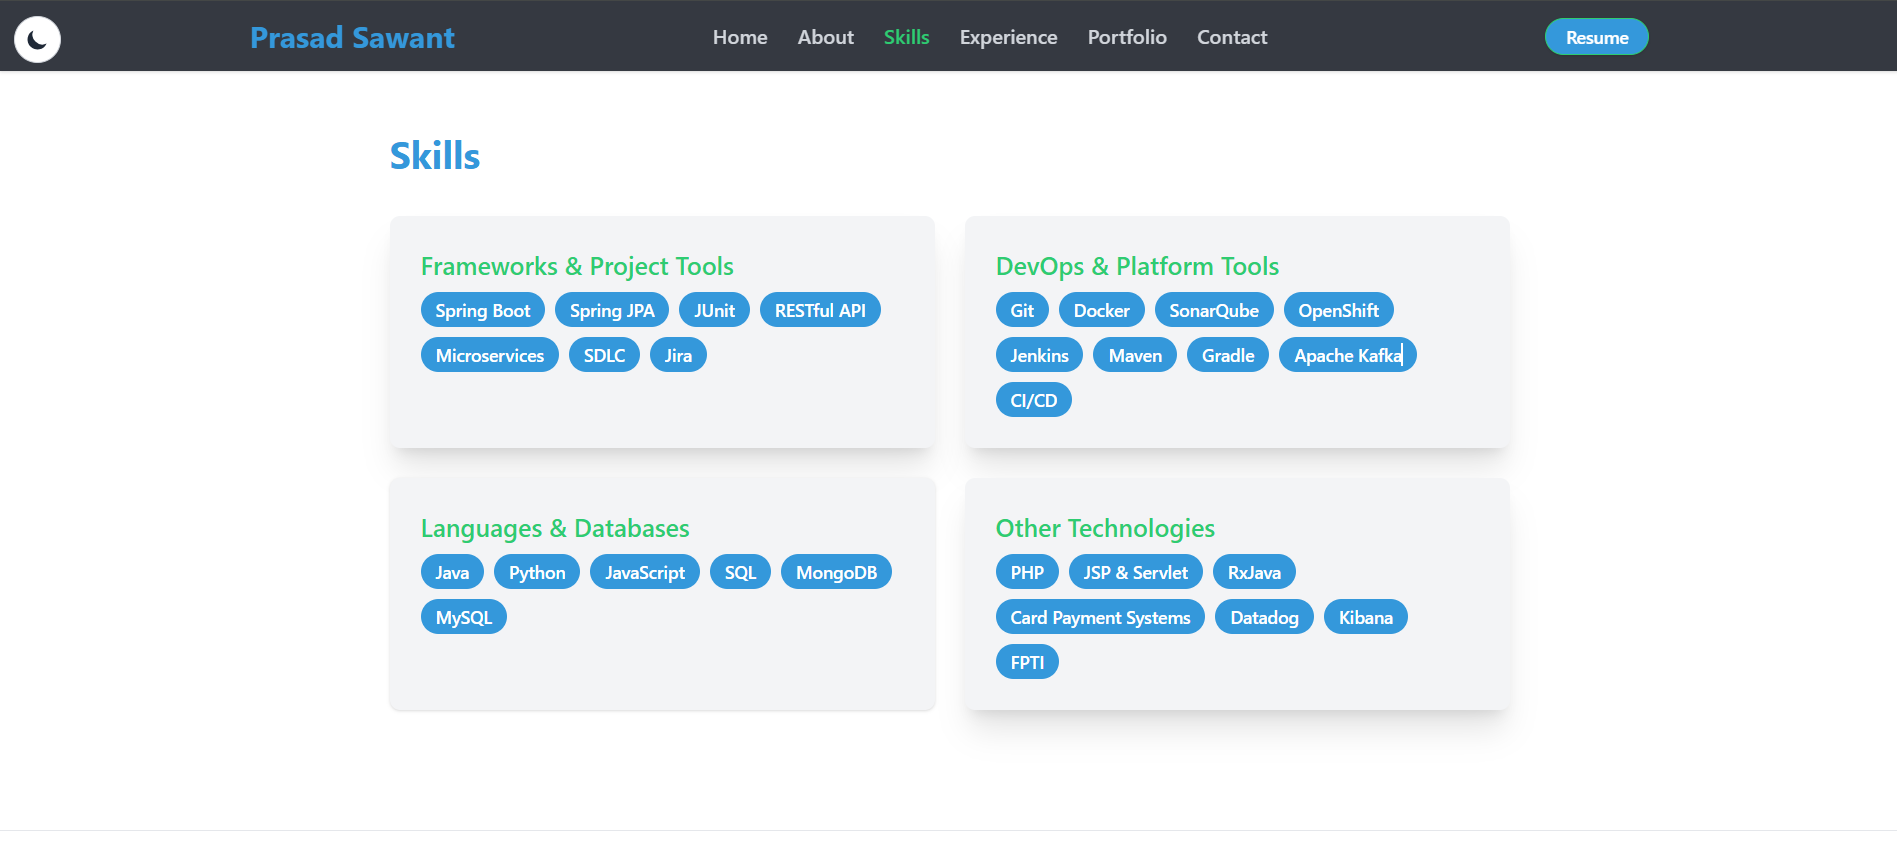 Prasad Sawant Home About Skills Experience Portfolio Contact Resume
Skills
Frameworks & Project Tools
Spring Boot Spring JPA JUnit RESTful API
Microservices SDLC Jira
DevOps & Platform Tools
Git Docker SonarQube OpenShift
Jenkins Maven Gradle Apache Kafka
CI/CD
Languages & Databases
Java Python JavaScript SQL MongoDB
MySQL
Other Technologies
PHP JSP & Servlet RxJava
Card Payment Systems Datadog Kibana
FPTI